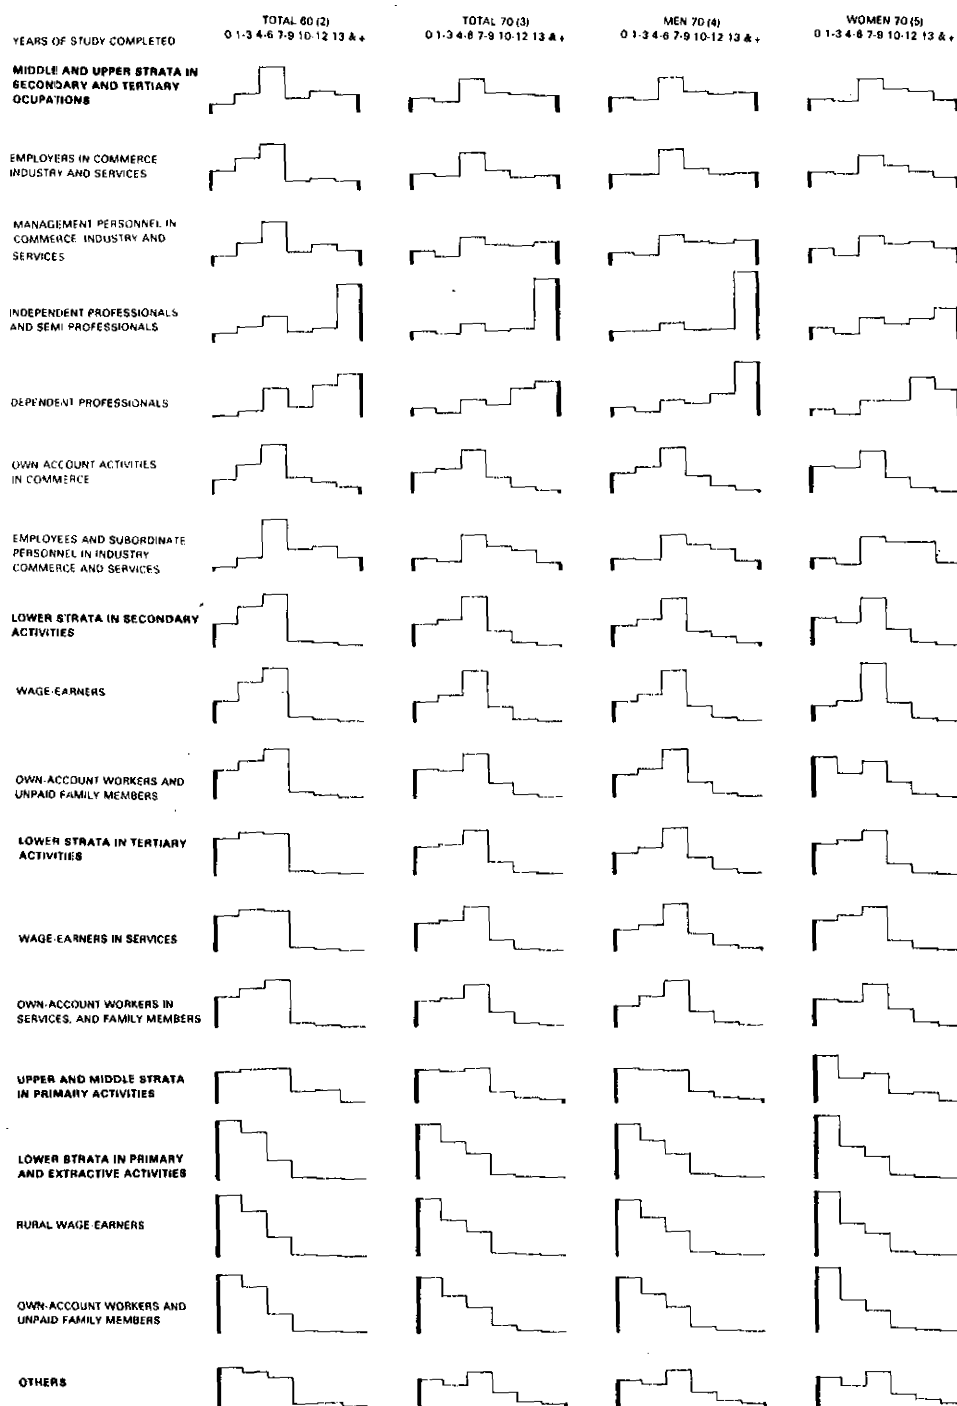 TOTAL 60 (2) TOTAL 70 (3) MEN 70 (4) WOMEN 70 (5)
YEARS OF STUDY COMPLETED 0 1-3 4-6 7-9 10-12 13 & + 0 1-3 4-6 7-9 10-12 13 & + 0 1-3 4-6 7-9 10-12 13 & + 0 1-3 4-6 7-9 10-12 13 & +
MIDDLE AND UPPER STRATA IN
SECONDARY AND TERTIARY
OCUPATIONS
EMPLOYERS IN COMMERCE
INDUSTRY AND SERVICES
MANAGEMENT PERSONNEL IN
COMMERCE INDUSTRY AND
SERVICES
INDEPENDENT PROFESSIONALS
AND SEMI PROFESSIONALS
DEPENDENT PROFESSIONALS
OWN ACCOUNT ACTIVITIES
IN COMMERCE
EMPLOYEES AND SUBORDINATE
PERSONNEL IN INDUSTRY
COMMERCE AND SERVICES
LOWER STRATA IN SECONDARY
ACTIVITIES
WAGE-EARNERS
OWN-ACCOUNT WORKERS AND
UNPAID FAMILY MEMBERS
LOWER STRATA IN TERTIARY
ACTIVITIES
WAGE-EARNERS IN SERVICES
OWN-ACCOUNT WORKERS IN
SERVICES, AND FAMILY MEMBERS
UPPER AND MIDDLE STRATA
IN PRIMARY ACTIVITIES
LOWER STRATA IN PRIMARY
AND EXTRACTIVE ACTIVITIES
RURAL WAGE-EARNERS
OWN-ACCOUNT WORKERS AND
UNPAID FAMILY MEMBERS
OTHERS